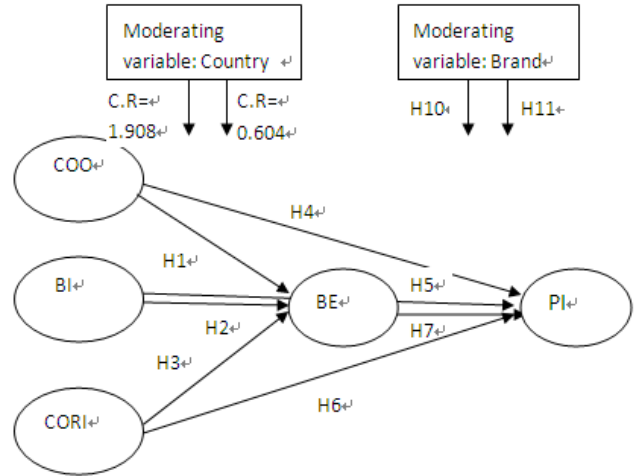 Moderating
variable: Country ↵
Moderating
variable: Brand↵
C.R=↵
1.908↵
C.R=↵
0.604↵
H10↵
H11↵
COO↵
H4↵
H1↵
BI↵
BE↵
H5↵
PI↵
H2↵
H7↵
H3↵
H6↵
CORI↵